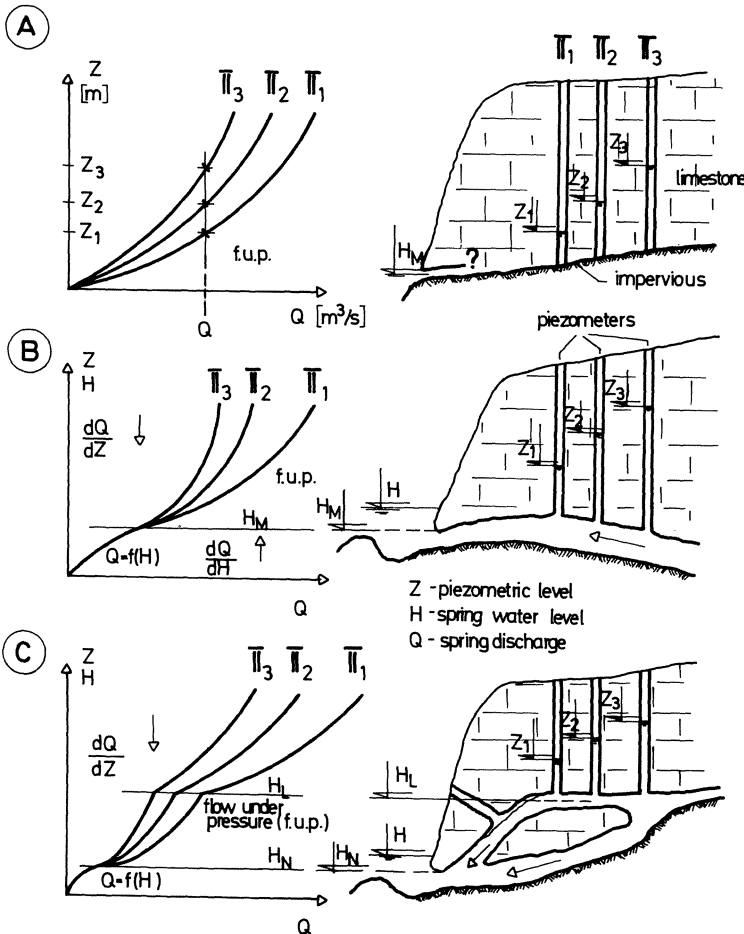 A
Z
[m]
Π3 Π2 Π1
Z3
Z2
Z1
f.u.p.
Q
Q [m³/s]
Π1 Π2 Π3
Z3
Z2
Z1
limestone
HM
?
impervious
B
Z
H
dQ
dZ
Π3 Π2 Π1
f.u.p.
HM
Q=f(H)
dQ
dH
Q
piezometers
Z3
Z2
Z1
H
HM
Z - piezometric level
H - spring water level
Q - spring discharge
C
Z
H
dQ
dZ
Π3 Π2 Π1
HL
flow under
pressure (f.u.p.)
HN
Q=f(H)
Q
Z3
Z2
Z1
HL
H
HN